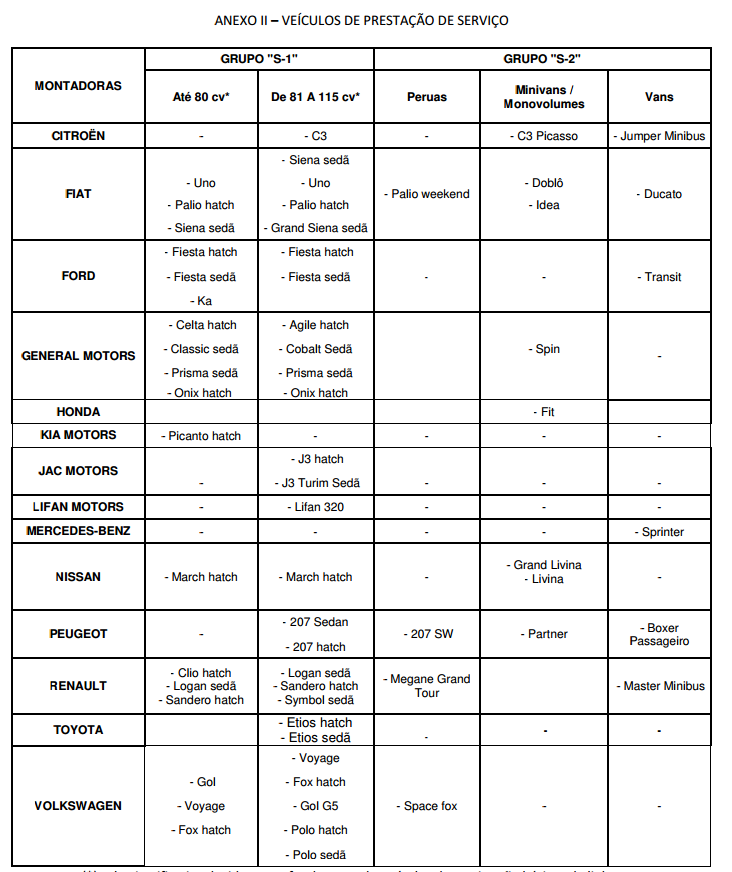 ANEXO II – VEÍCULOS DE PRESTAÇÃO DE SERVIÇO
MONTADORAS
GRUPO "S-1"
GRUPO "S-2"
Até 80 cv*
De 81 A 115 cv*
Peruas
Minivans /
Monovolumes
Vans
CITROËN
-
- C3
-
- C3 Picasso
- Jumper Minibus
FIAT
- Uno
- Palio hatch
- Siena sedã
- Siena sedã
- Uno
- Palio hatch
- Grand Siena sedã
- Palio weekend
- Doblô
- Idea
- Ducato
FORD
- Fiesta hatch
- Fiesta sedã
- Ka
- Fiesta hatch
- Fiesta sedã
-
-
- Transit
GENERAL MOTORS
- Celta hatch
- Classic sedã
- Prisma sedã
- Onix hatch
- Agile hatch
- Cobalt Sedã
- Prisma sedã
- Onix hatch
- Spin
-
HONDA
- Fit
KIA MOTORS
- Picanto hatch
-
-
-
-
JAC MOTORS
-
- J3 hatch
- J3 Turim Sedã
-
-
-
LIFAN MOTORS
-
- Lifan 320
-
-
-
MERCEDES-BENZ
-
-
-
-
- Sprinter
NISSAN
- March hatch
- March hatch
-
- Grand Livina
- Livina
-
PEUGEOT
-
- 207 Sedan
- 207 hatch
- 207 SW
- Partner
- Boxer
Passageiro
RENAULT
- Clio hatch
- Logan sedã
- Sandero hatch
- Logan sedã
- Sandero hatch
- Symbol sedã
- Megane Grand
Tour
- Master Minibus
TOYOTA
- Etios hatch
- Etios sedã
-
-
-
VOLKSWAGEN
- Gol
- Voyage
- Fox hatch
- Voyage
- Fox hatch
- Gol G5
- Polo hatch
- Polo sedã
- Space fox
-
-